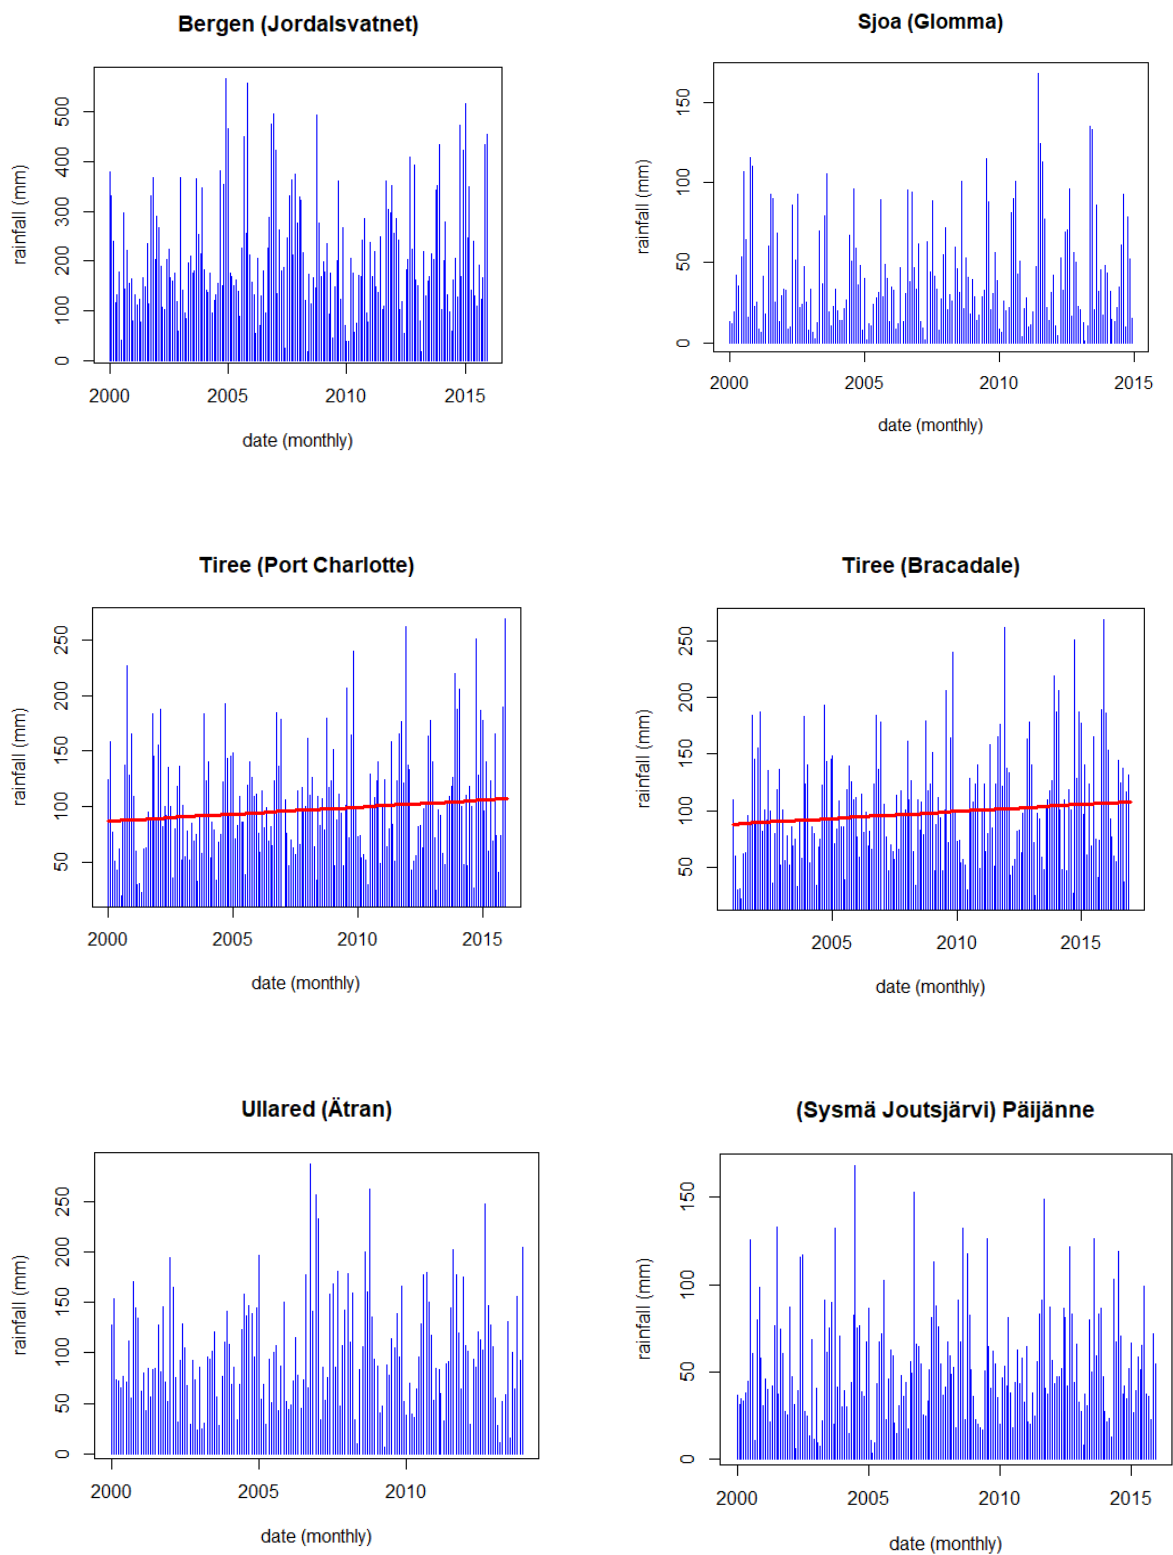 Bergen (Jordalsvatnet)
rainfall (mm)
0 100 200 300 400 500
2000 2005 2010 2015
date (monthly)
Sjoa (Glomma)
rainfall (mm)
0 50 100 150
2000 2005 2010 2015
date (monthly)
Tiree (Port Charlotte)
rainfall (mm)
50 100 150 200 250
2000 2005 2010 2015
date (monthly)
Tiree (Bracadale)
rainfall (mm)
50 100 150 200 250
2005 2010 2015
date (monthly)
Ullared (Ätran)
rainfall (mm)
0 50 100 150 200 250
2000 2005 2010
date (monthly)
(Sysmä Joutsjärvi) Päijänne
rainfall (mm)
0 50 100 150
2000 2005 2010 2015
date (monthly)